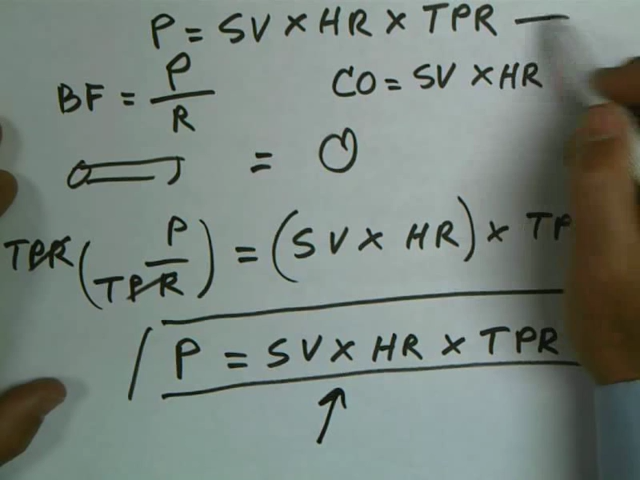 P = SV × HR × TPR —
BF = P/R CO = SV × HR
= O
TPR (P/TPR) = (SV × HR) × TP
P = SV × HR × TPR